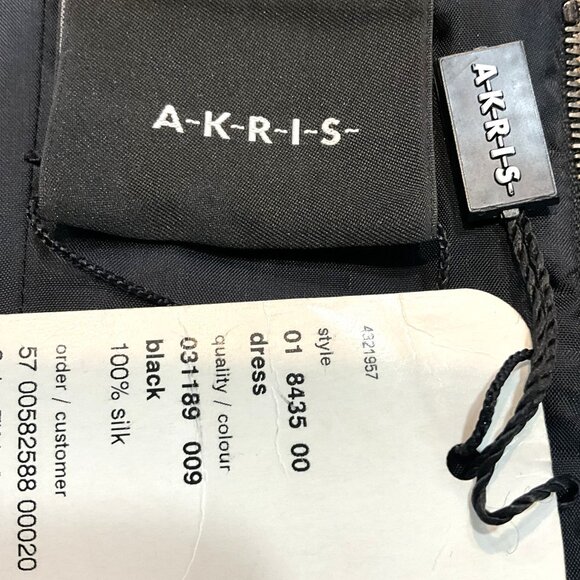 A-K-R-I-S-
A-K-R-I-S-
4321957
style
01 8435 00
dress
quality / colour
031189 009
black
100% silk
order / customer
57 00582588 00020